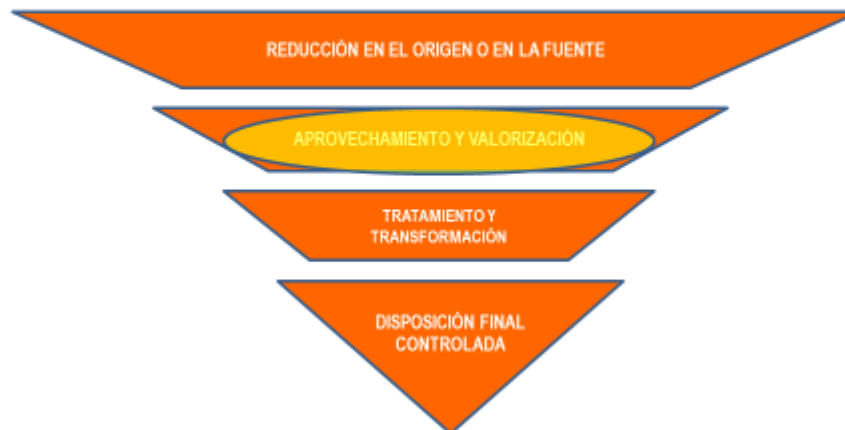 REDUCCIÓN EN EL ORIGEN O EN LA FUENTE
APROVECHAMIENTO Y VALORIZACIÓN
TRATAMIENTO Y
TRANSFORMACIÓN
DISPOSICIÓN FINAL
CONTROLADA